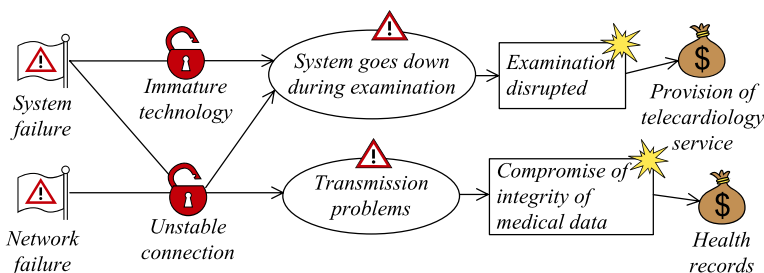 System
failure
Immature
technology
System goes down
during examination
Examination
disrupted
$
Provision of
telecardiology
service
Network
failure
Unstable
connection
Transmission
problems
Compromise of
integrity of
medical data
$
Health
records